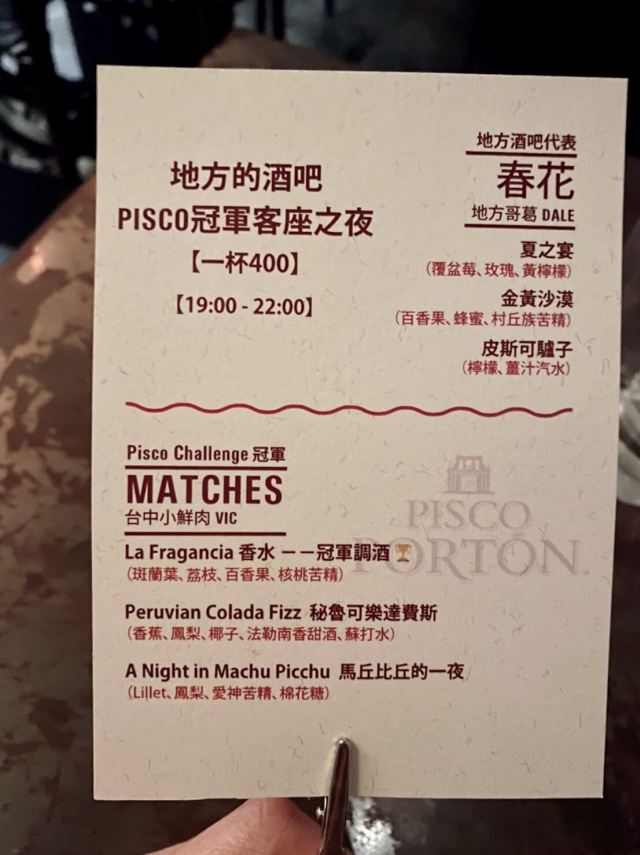 地方的酒吧
PISCO冠軍客座之夜
【一杯400】
【19:00 - 22:00】
地方酒吧代表
春花
地方哥葛 DALE
夏之宴
(覆盆莓、玫瑰、黃檸檬)
金黃沙漠
(百香果、蜂蜜、村丘族苦精)
皮斯可驢子
(檸檬、薑汁汽水)
Pisco Challenge 冠軍
MATCHES
台中小鮮肉 VIC
PISCO
PORTÓN
La Fragancia 香水 －－冠軍調酒🏆
(斑蘭葉、荔枝、百香果、核桃苦精)
Peruvian Colada Fizz 秘魯可樂達費斯
(香蕉、鳳梨、椰子、法勒南香甜酒、蘇打水)
A Night in Machu Picchu 馬丘比丘的一夜
(Lillet、鳳梨、愛神苦精、棉花糖)